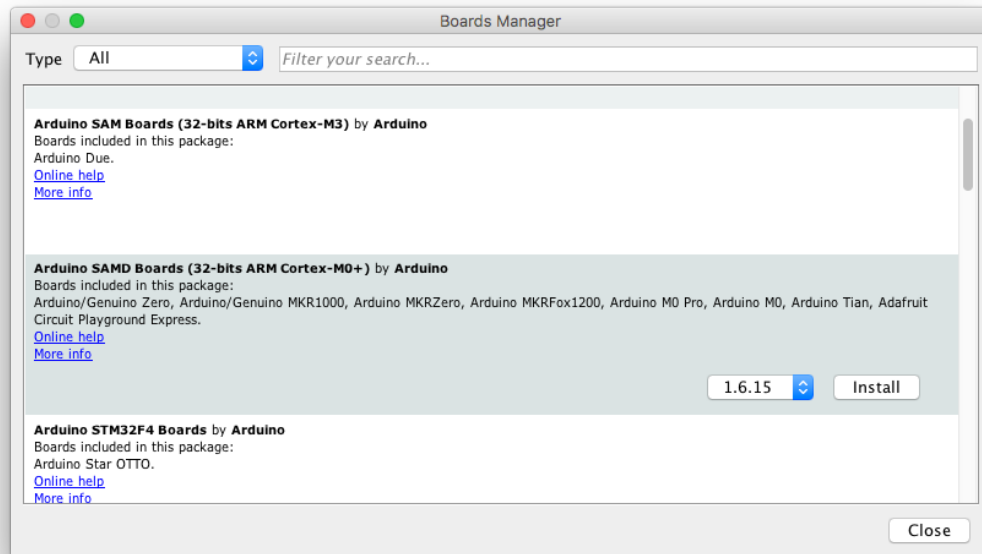 Boards Manager
Type All Filter your search...
Arduino SAM Boards (32-bits ARM Cortex-M3) by Arduino
Boards included in this package:
Arduino Due.
Online help
More info
Arduino SAMD Boards (32-bits ARM Cortex-M0+) by Arduino
Boards included in this package:
Arduino/Genuino Zero, Arduino/Genuino MKR1000, Arduino MKRZero, Arduino MKRFox1200, Arduino M0 Pro, Arduino M0, Arduino Tian, Adafruit
Circuit Playground Express.
Online help
More info
1.6.15 Install
Arduino STM32F4 Boards by Arduino
Boards included in this package:
Arduino Star OTTO.
Online help
More info
Close